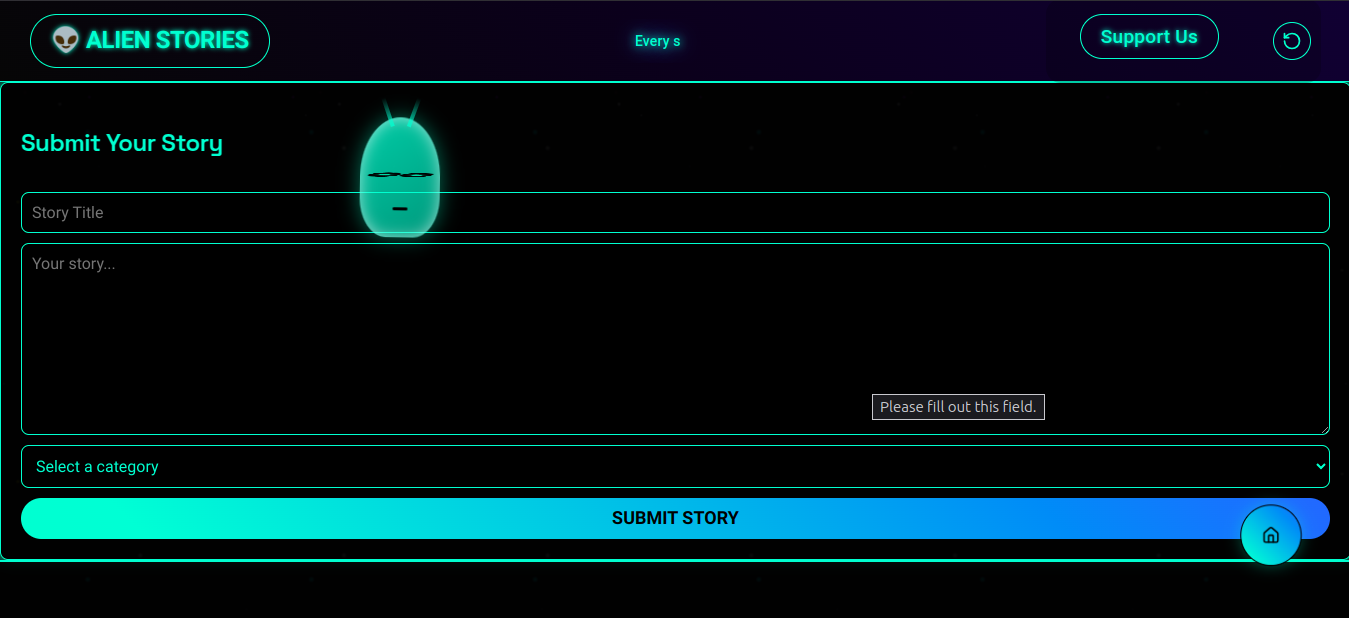 👽 ALIEN STORIES
Every s
Support Us
Submit Your Story
Story Title
Your story...
Please fill out this field.
Select a category
SUBMIT STORY